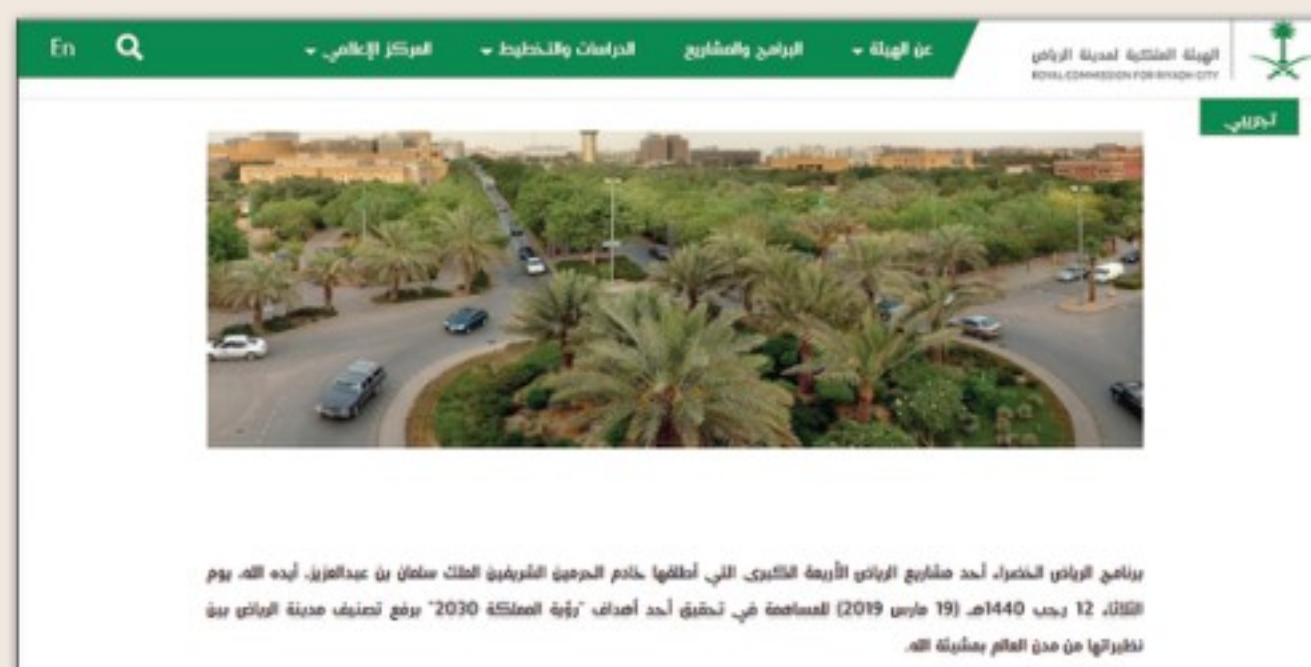 الهيئة الملكية لمدينة الرياض
ROYAL COMMISSION FOR RIYADH CITY
عن الهيئة
البرامج والمشاريع
الدراسات والتخطيط
المركز الإعلامي
En
تجريبي
برنامج الرياض الخضراء أحد مشاريع الرياض الأربعة الكبرى التي أطلقها خادم الحرمين الشريفين الملك سلمان بن عبدالعزيز، أيده الله، يوم
الثلاثاء 12 رجب 1440هـ (19 مارس 2019) للمساهمة في تحقيق أحد أهداف "رؤية المملكة 2030" برفع تصنيف مدينة الرياض بين
نظيراتها من مدن العالم بمشيئة الله.